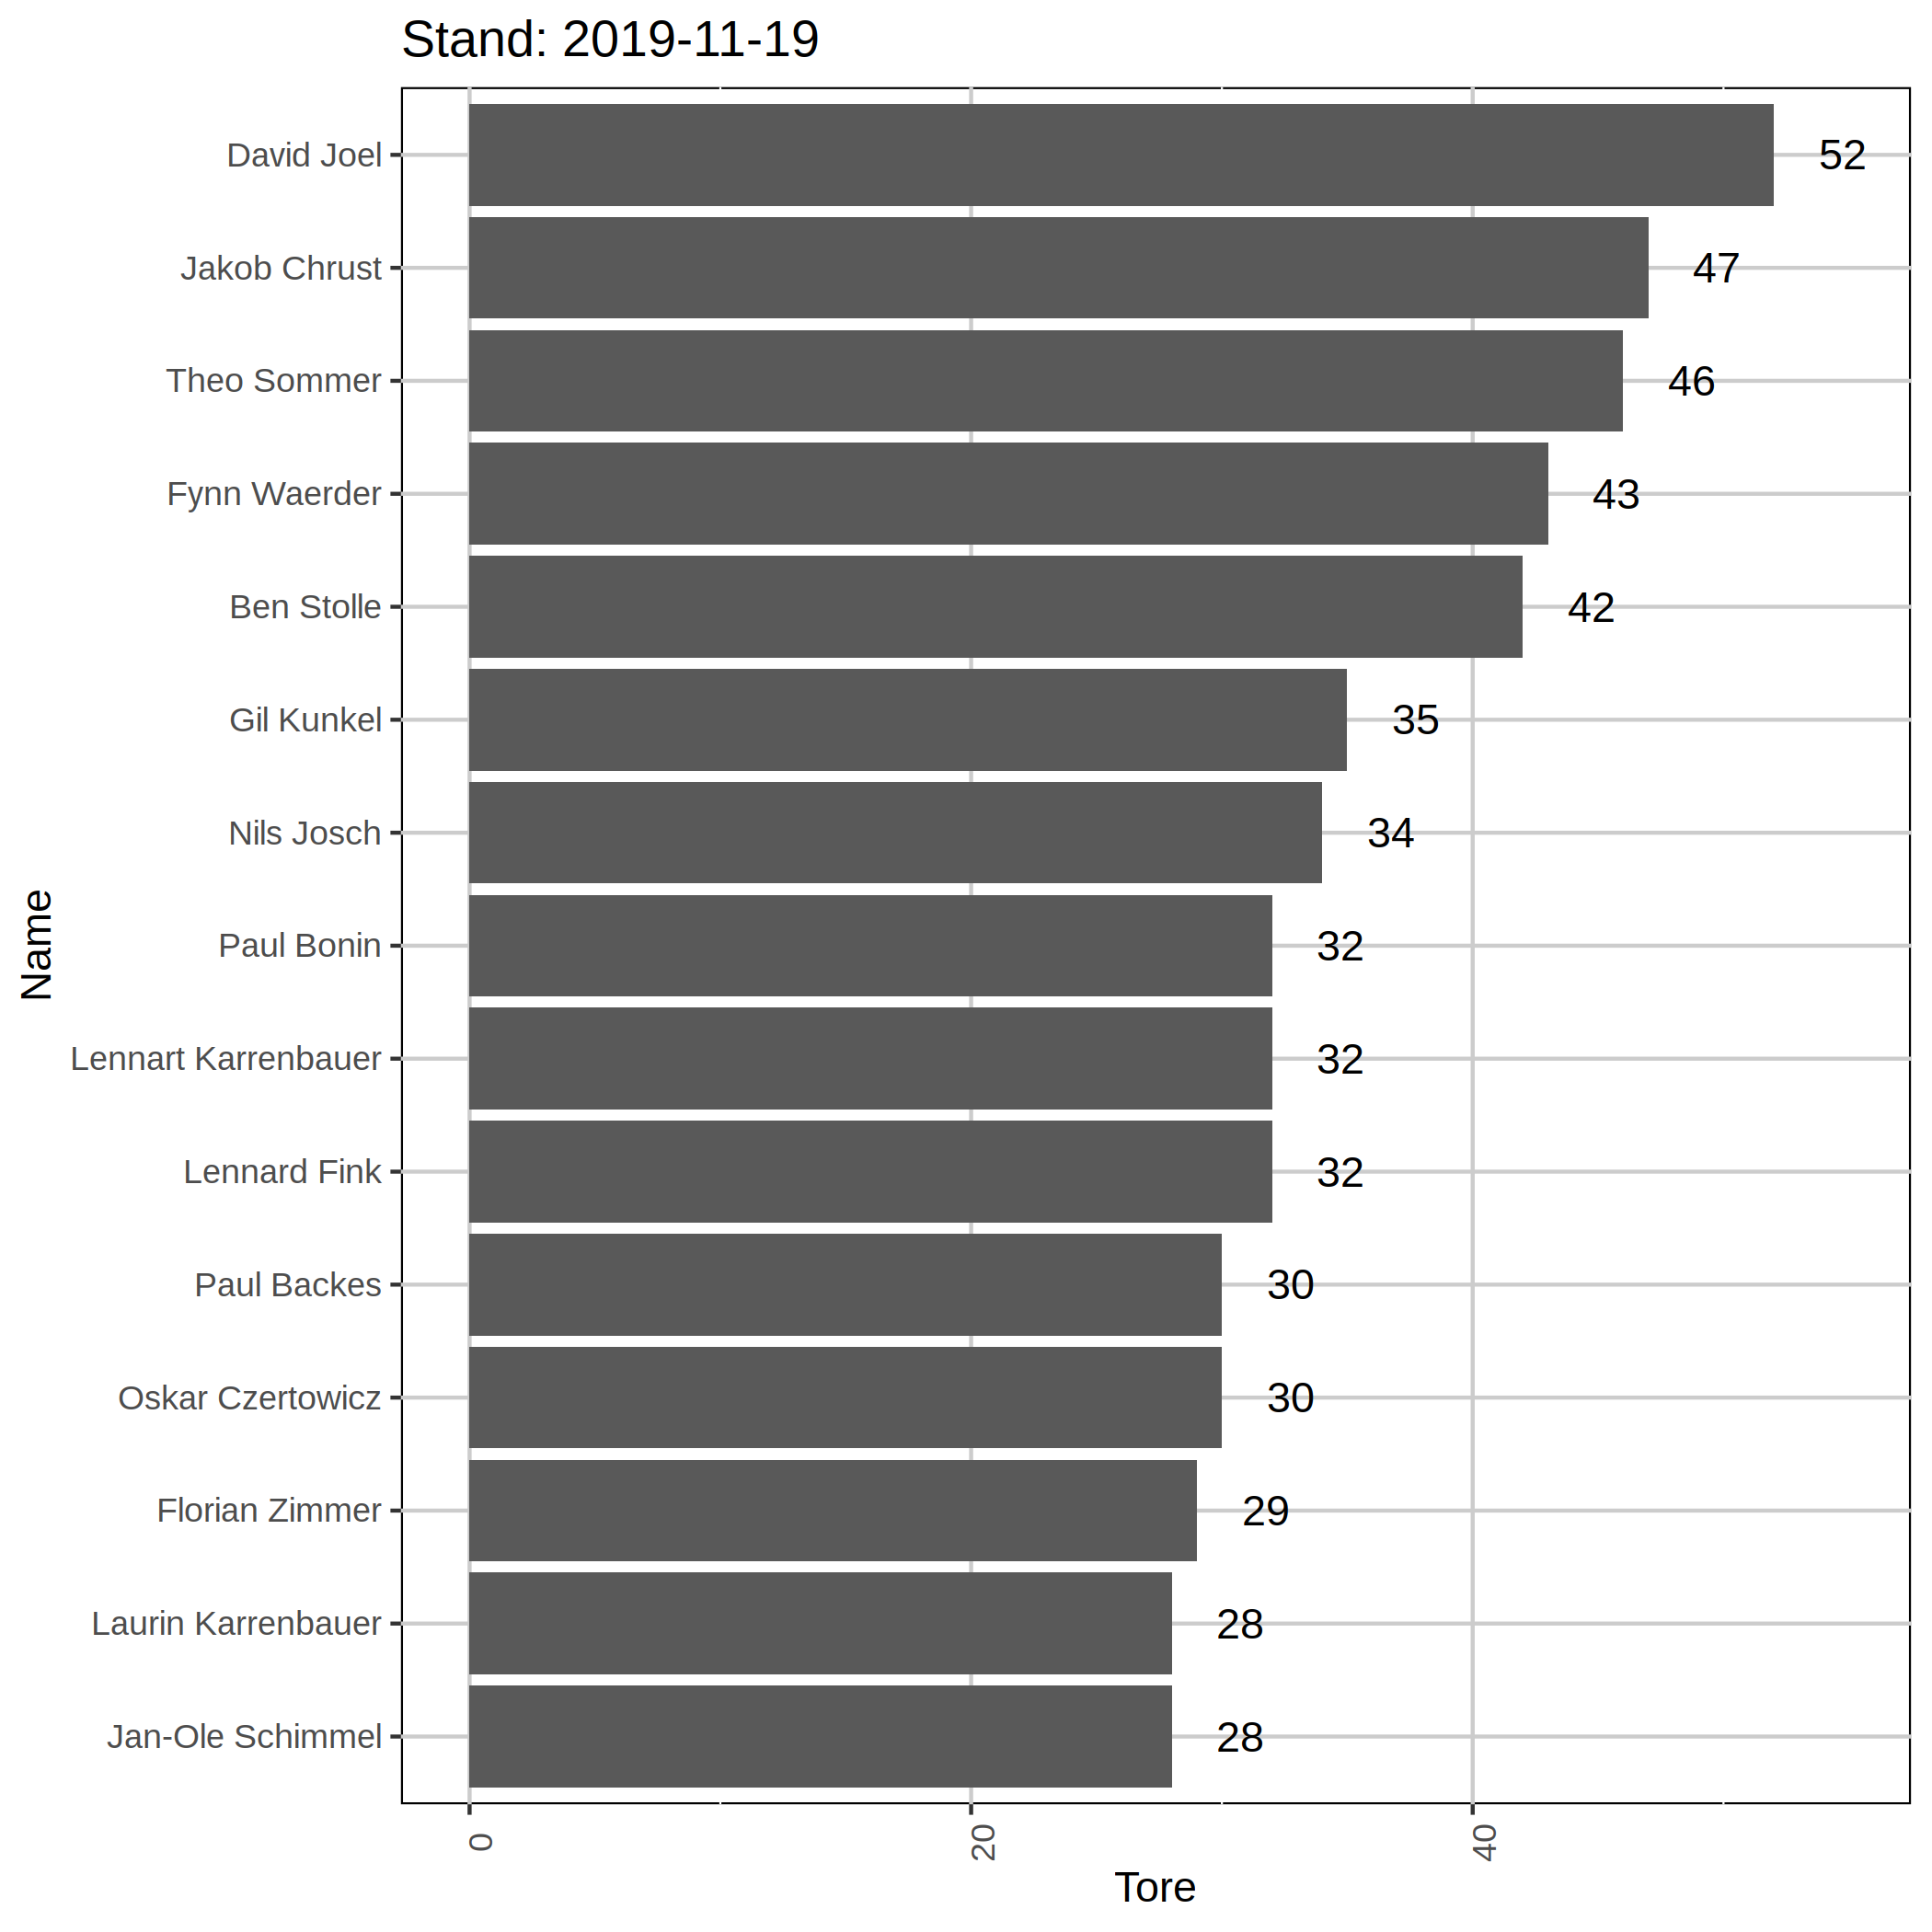 Stand: 2019-11-19
David Joel 52
Jakob Chrust 47
Theo Sommer 46
Fynn Waerder 43
Ben Stolle 42
Gil Kunkel 35
Nils Josch 34
Paul Bonin 32
Name
Lennart Karrenbauer 32
Lennard Fink 32
Paul Backes 30
Oskar Czertowicz 30
Florian Zimmer 29
Laurin Karrenbauer 28
Jan-Ole Schimmel 28
0 20 40
Tore